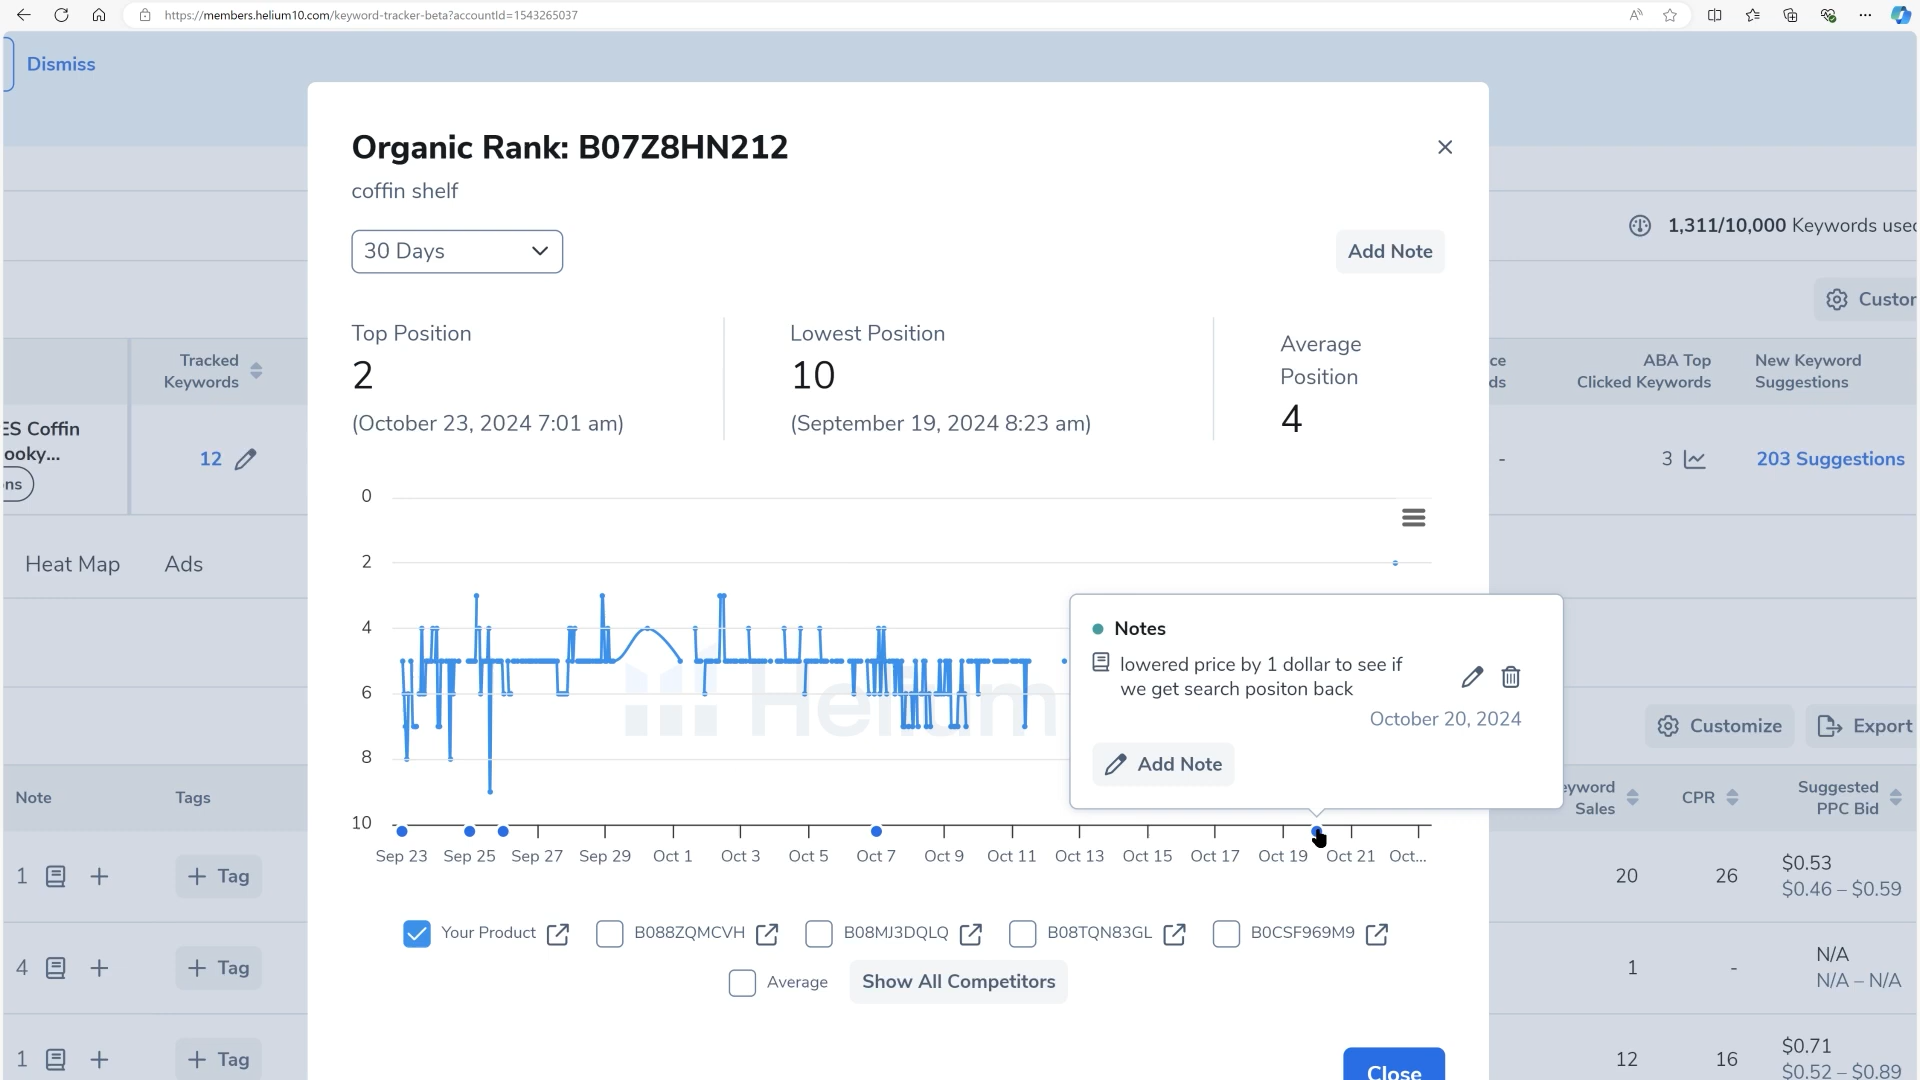 https://members.helium10.com/keyword-tracker-beta?accountId=1543265037
Dismiss
Organic Rank: B07Z8HN212
coffin shelf
30 Days
Add Note
1,311/10,000 Keywords used
Custor
Top Position
2
(October 23, 2024 7:01 am)
Lowest Position
10
(September 19, 2024 8:23 am)
Average
Position
4
Tracked
Keywords
ce
ds
ABA Top
Clicked Keywords
New Keyword
Suggestions
ES Coffin
ooky...
ns
12
-
3
203 Suggestions
Heat Map
Ads
0
2
4
6
8
10
Helium
Notes
lowered price by 1 dollar to see if
we get search positon back
October 20, 2024
Add Note
Customize
Export
Sep 23 Sep 25 Sep 27 Sep 29 Oct 1 Oct 3 Oct 5 Oct 7 Oct 9 Oct 11 Oct 13 Oct 15 Oct 17 Oct 19 Oct 21 Oct...
Note
Tags
eyword
Sales
CPR
Suggested
PPC Bid
1
+ Tag
20
26
$0.53
$0.46 – $0.59
Your Product
B088ZQMCVH
B08MJ3DQLQ
B08TQN83GL
B0CSF969M9
Average
Show All Competitors
4
+ Tag
1
-
N/A
N/A – N/A
1
+ Tag
12
16
$0.71
$0.52 – $0.89
Close